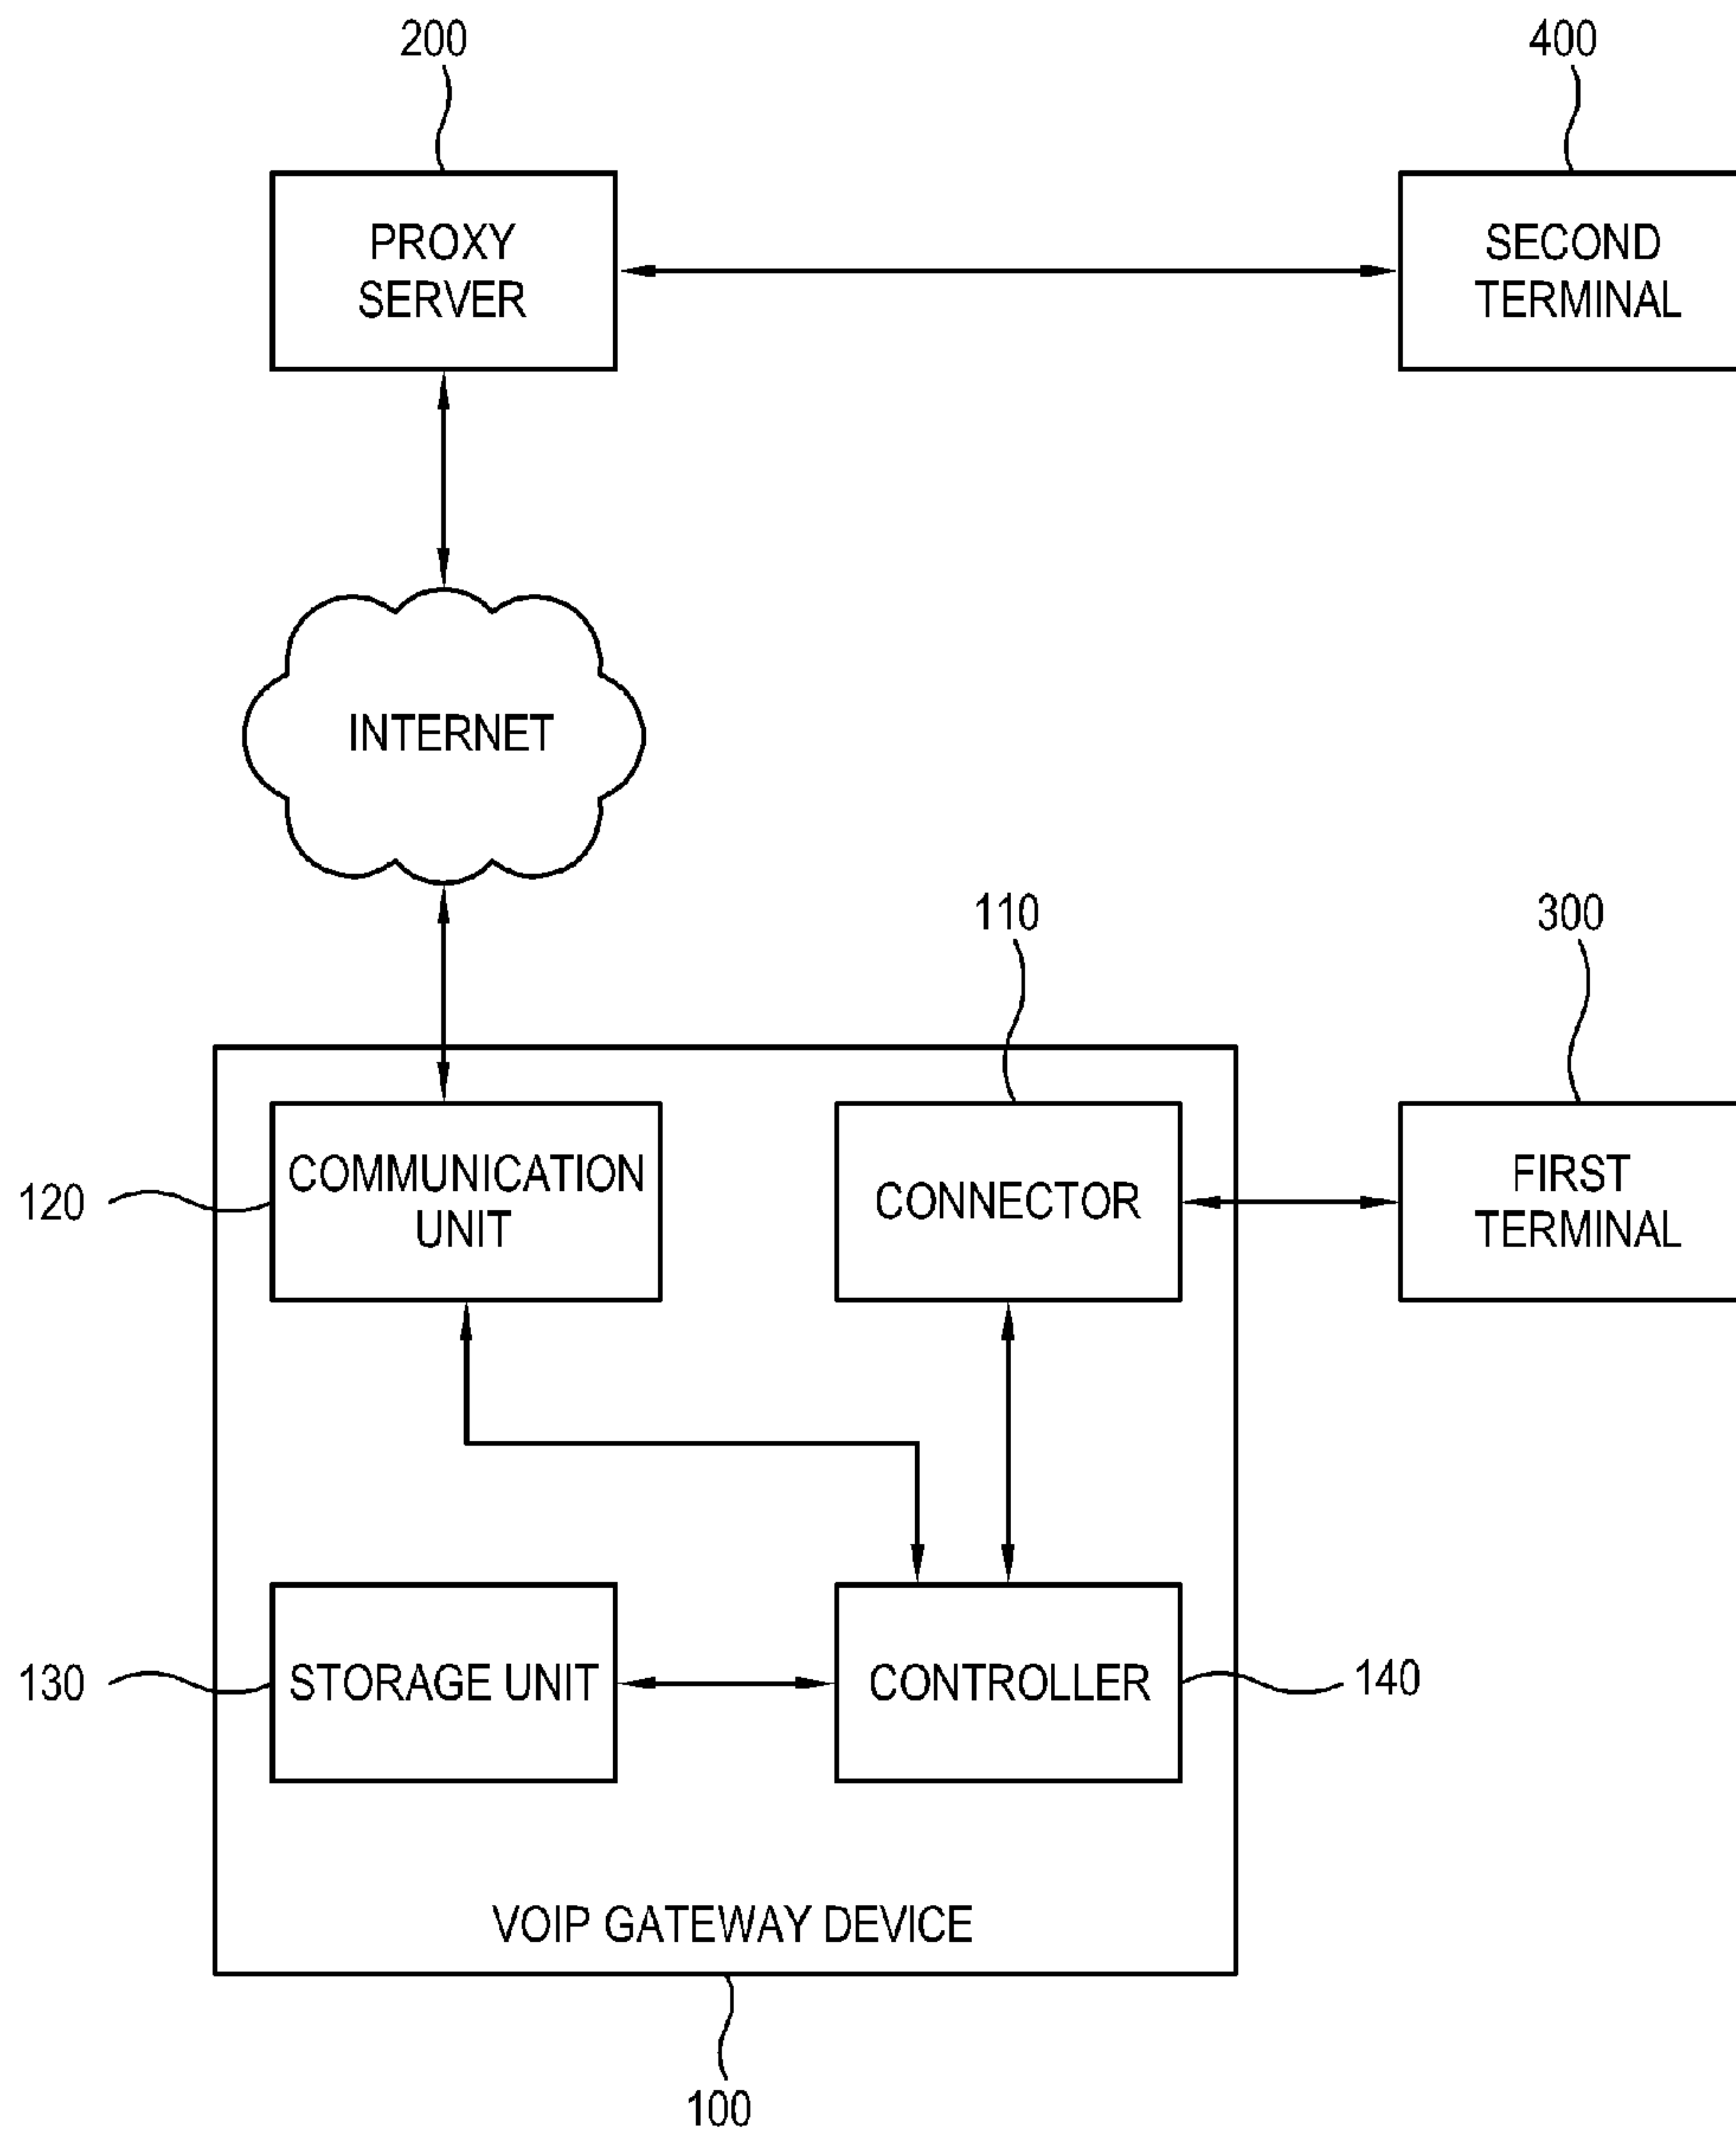 200
400
PROXY
SERVER
SECOND
TERMINAL
INTERNET
110
300
120
COMMUNICATION
UNIT
CONNECTOR
FIRST
TERMINAL
130
STORAGE UNIT
CONTROLLER
140
VOIP GATEWAY DEVICE
100